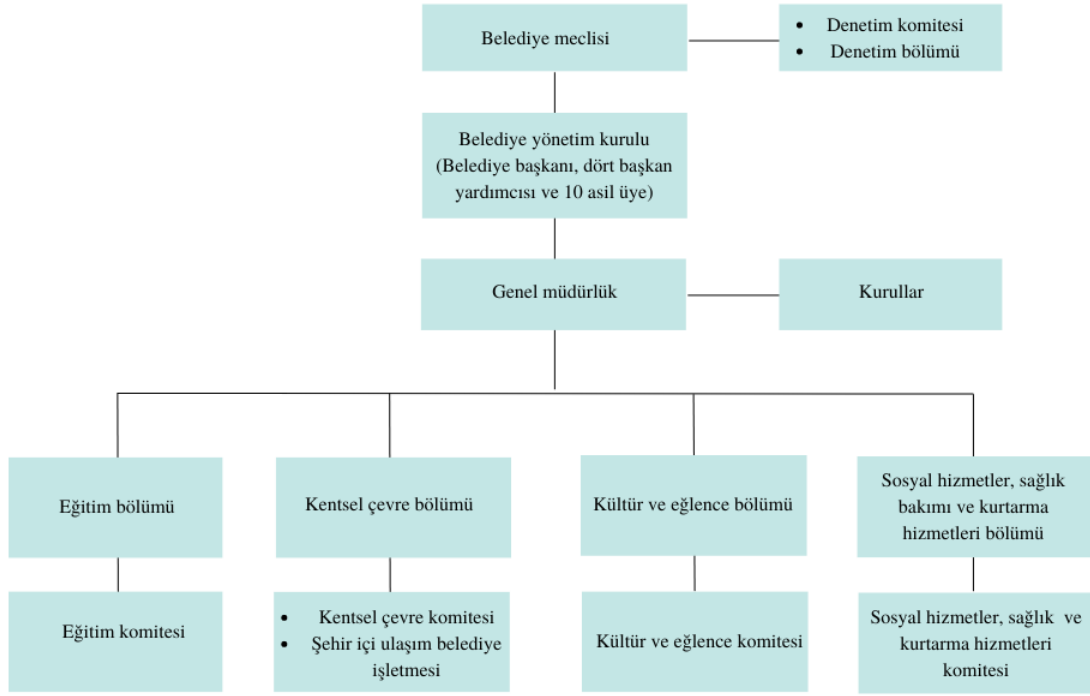 Belediye meclisi
• Denetim komitesi
• Denetim bölümü
Belediye yönetim kurulu
(Belediye başkanı, dört başkan
yardımcısı ve 10 asil üye)
Genel müdürlük
Kurullar
Eğitim bölümü
Kentsel çevre bölümü
Kültür ve eğlence bölümü
Sosyal hizmetler, sağlık
bakımı ve kurtarma
hizmetleri bölümü
Eğitim komitesi
• Kentsel çevre komitesi
• Şehir içi ulaşım belediye
işletmesi
Kültür ve eğlence komitesi
Sosyal hizmetler, sağlık ve
kurtarma hizmetleri
komitesi